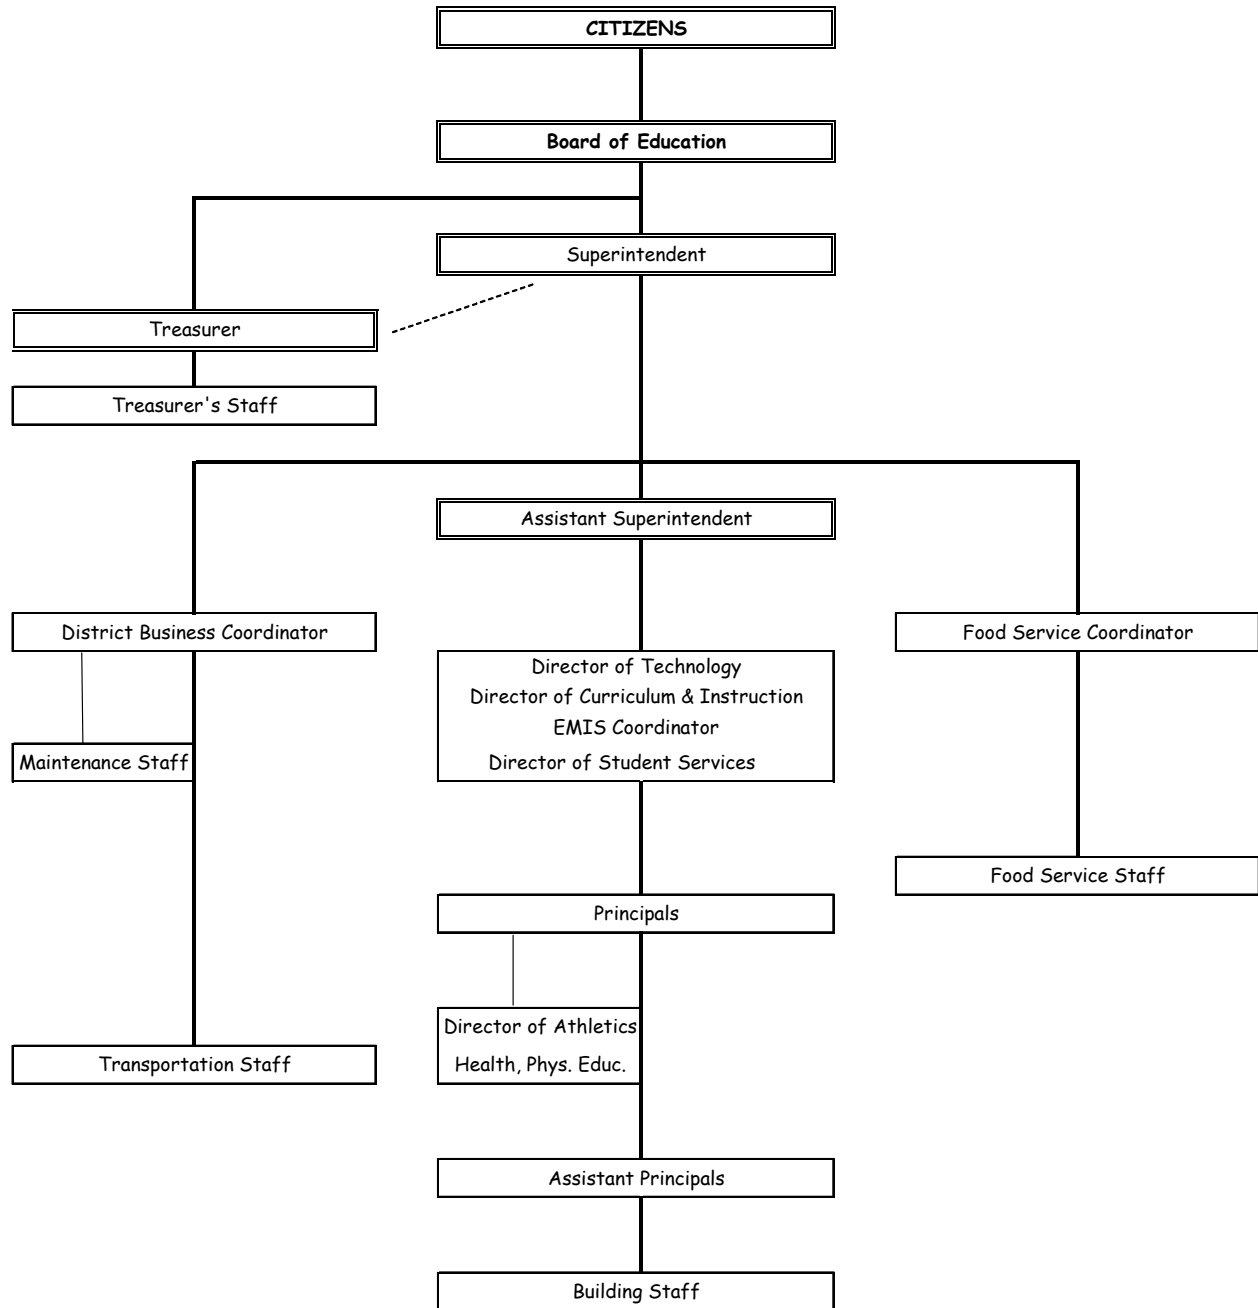 CITIZENS
Board of Education
Superintendent
Treasurer
Treasurer's Staff
Assistant Superintendent
District Business Coordinator
Food Service Coordinator
Director of Technology
Director of Curriculum & Instruction
EMIS Coordinator
Director of Student Services
Maintenance Staff
Food Service Staff
Principals
Director of Athletics
Health, Phys. Educ.
Transportation Staff
Assistant Principals
Building Staff